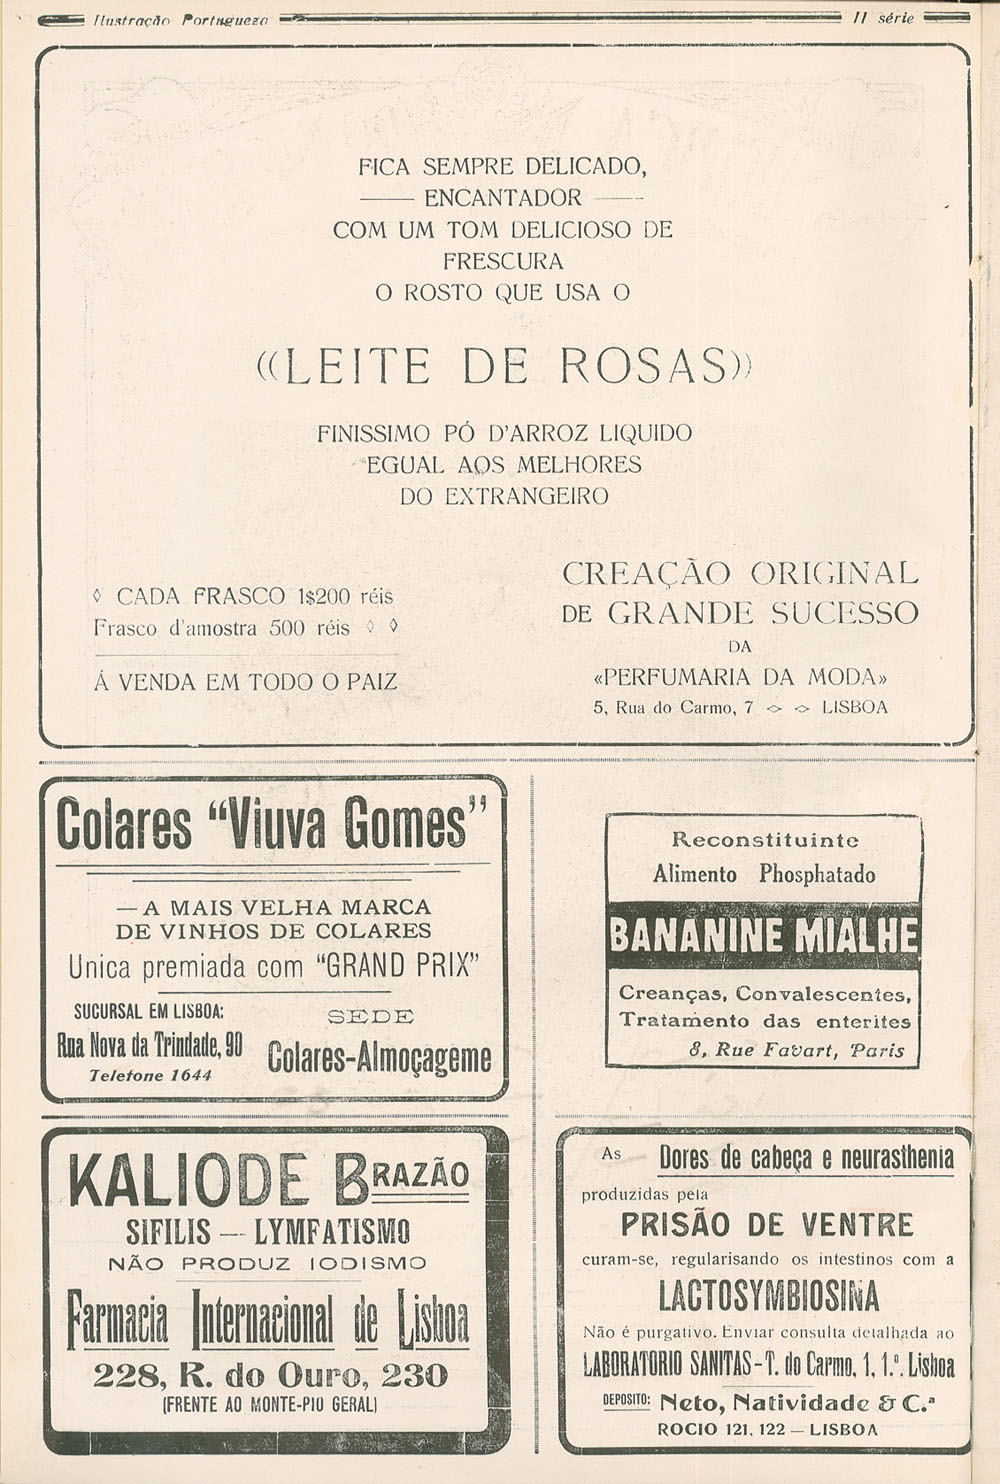 Ilustração Portugueza
II série
FICA SEMPRE DELICADO,
ENCANTADOR
COM UM TOM DELICIOSO DE
FRESCURA
O ROSTO QUE USA O
((LEITE DE ROSAS))
FINISSIMO PÓ D'ARROZ LIQUIDO
EGUAL AOS MELHORES
DO EXTRANGEIRO
◊ CADA FRASCO 1$200 réis
Frasco d'amostra 500 réis ◊ ◊
Á VENDA EM TODO O PAIZ
CREAÇÃO ORIGINAL
DE GRANDE SUCESSO
DA
«PERFUMARIA DA MODA»
5, Rua do Carmo, 7 <> <> LISBOA
Colares "Viuva Gomes"
—A MAIS VELHA MARCA
DE VINHOS DE COLARES
Unica premiada com "GRAND PRIX"
SUCURSAL EM LISBOA:
Rua Nova da Trindade, 90
Telefone 1644
SEDE
Colares-Almoçageme
Reconstituinte
Alimento Phosphatado
BANANINE MIALHE
Creanças, Convalescentes,
Tratamento das enterites
8, Rue Favart, Paris
KALIODE BRAZÃO
SIFILIS — LYMFATISMO
NÃO PRODUZ IODISMO
Farmacia Internacional de Lisboa
228, R. do Ouro, 230
(FRENTE AO MONTE-PIO GERAL)
As Dores de cabeça e neurasthenia
produzidas pela
PRISÃO DE VENTRE
curam-se, regularisando os intestinos com a
LACTOSYMBIOSINA
Não é purgativo. Enviar consulta detalhada ao
LABORATORIO SANITAS-T. do Carmo, 1, 1.º. Lisboa
DEPOSITO: Neto, Natividade & C.ª
ROCIO 121, 122 — LISBOA